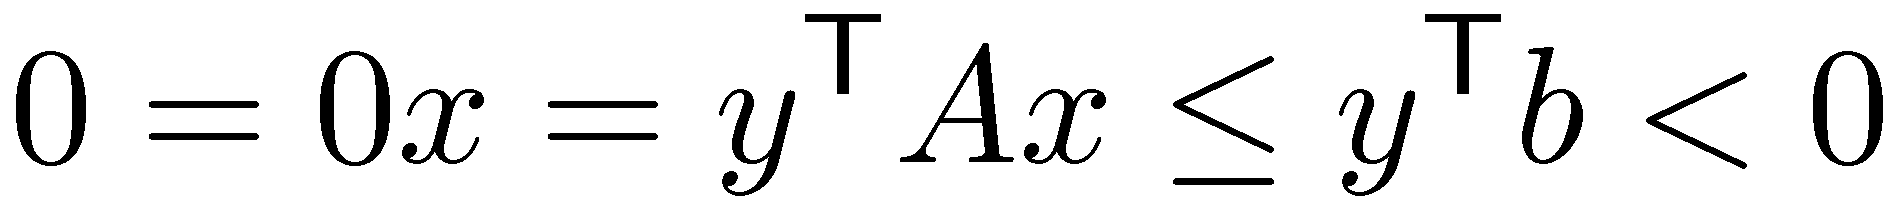 0 = 0x = y^⊤Ax ≤ y^⊤b < 0